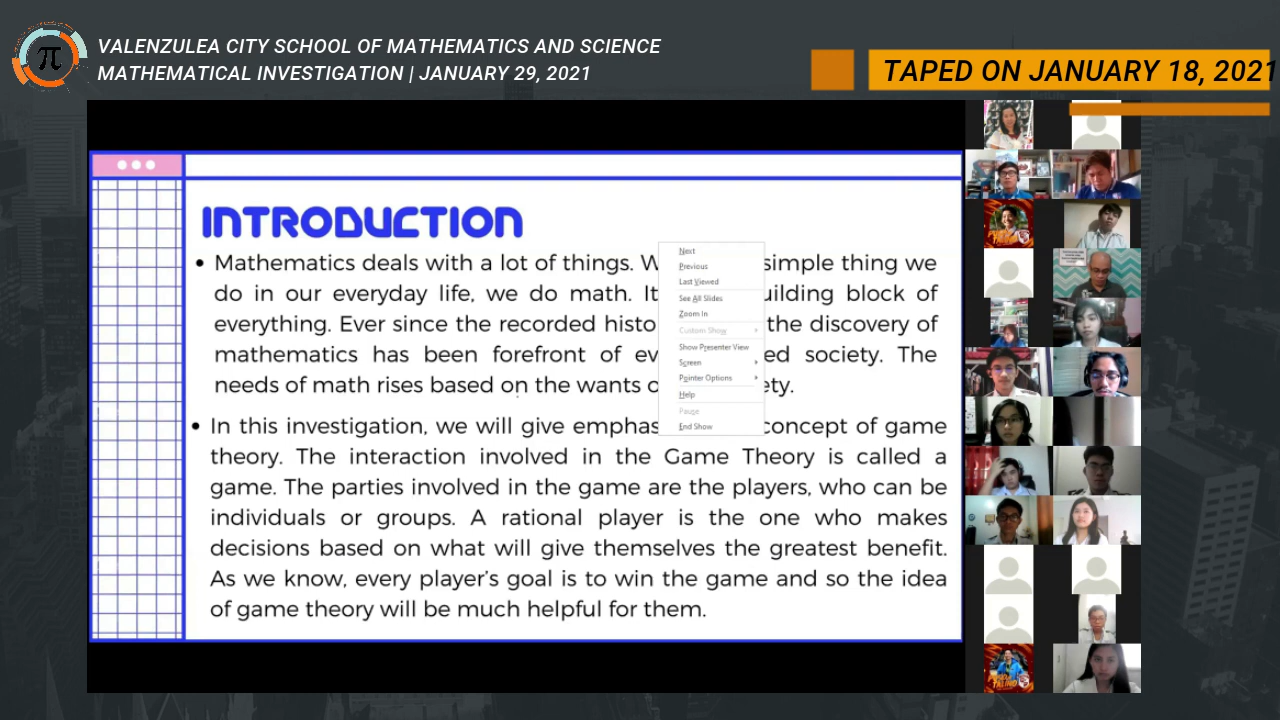 VALENZULEA CITY SCHOOL OF MATHEMATICS AND SCIENCE
MATHEMATICAL INVESTIGATION | JANUARY 29, 2021
TAPED ON JANUARY 18, 2021
π
INTRODUCTION
• Mathematics deals with a lot of things. W simple thing we
do in our everyday life, we do math. It uilding block of
everything. Ever since the recorded histo the discovery of
mathematics has been forefront of ev ed society. The
needs of math rises based on the wants o ety.
• In this investigation, we will give emphas concept of game
theory. The interaction involved in the Game Theory is called a
game. The parties involved in the game are the players, who can be
individuals or groups. A rational player is the one who makes
decisions based on what will give themselves the greatest benefit.
As we know, every player's goal is to win the game and so the idea
of game theory will be much helpful for them.
Next
Previous
Last Viewed
See All Slides
Zoom In
Custom Show
Show Presenter View
Screen
Pointer Options
Help
Pause
End Show